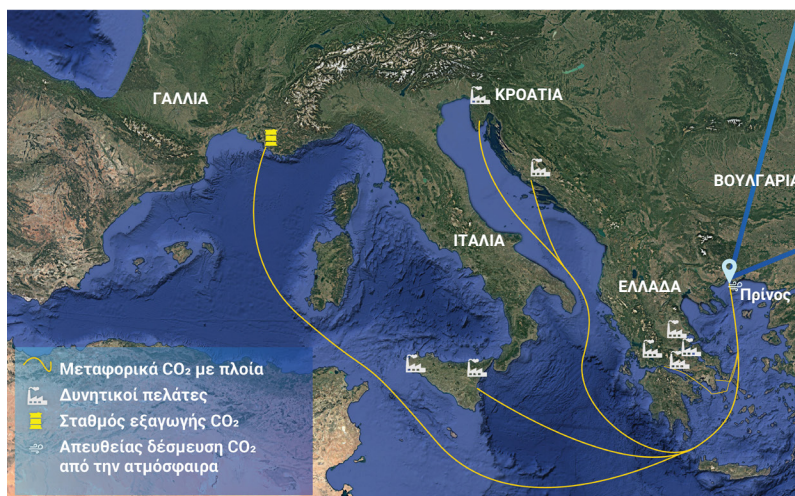 ΓΑΛΛΙΑ
ΚΡΟΑΤΙΑ
ΒΟΥΛΓΑΡΙΑ
ΙΤΑΛΙΑ
ΕΛΛΑΔΑ
Πρίνος
Μεταφορικά CO₂ με πλοία
Δυνητικοί πελάτες
Σταθμός εξαγωγής CO₂
Απευθείας δέσμευση CO₂
από την ατμόσφαιρα